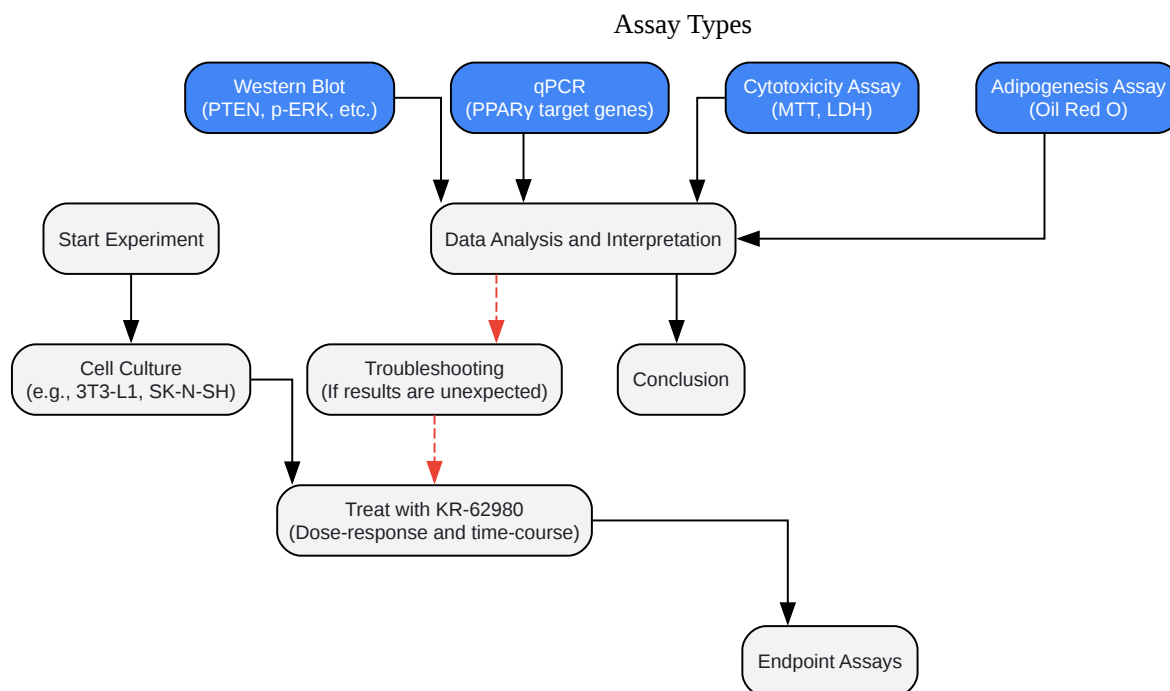 Assay Types
Western Blot
(PTEN, p-ERK, etc.)
qPCR
(PPARγ target genes)
Cytotoxicity Assay
(MTT, LDH)
Adipogenesis Assay
(Oil Red O)
Start Experiment
Data Analysis and Interpretation
Cell Culture
(e.g., 3T3-L1, SK-N-SH)
Troubleshooting
(If results are unexpected)
Conclusion
Treat with KR-62980
(Dose-response and time-course)
Endpoint Assays